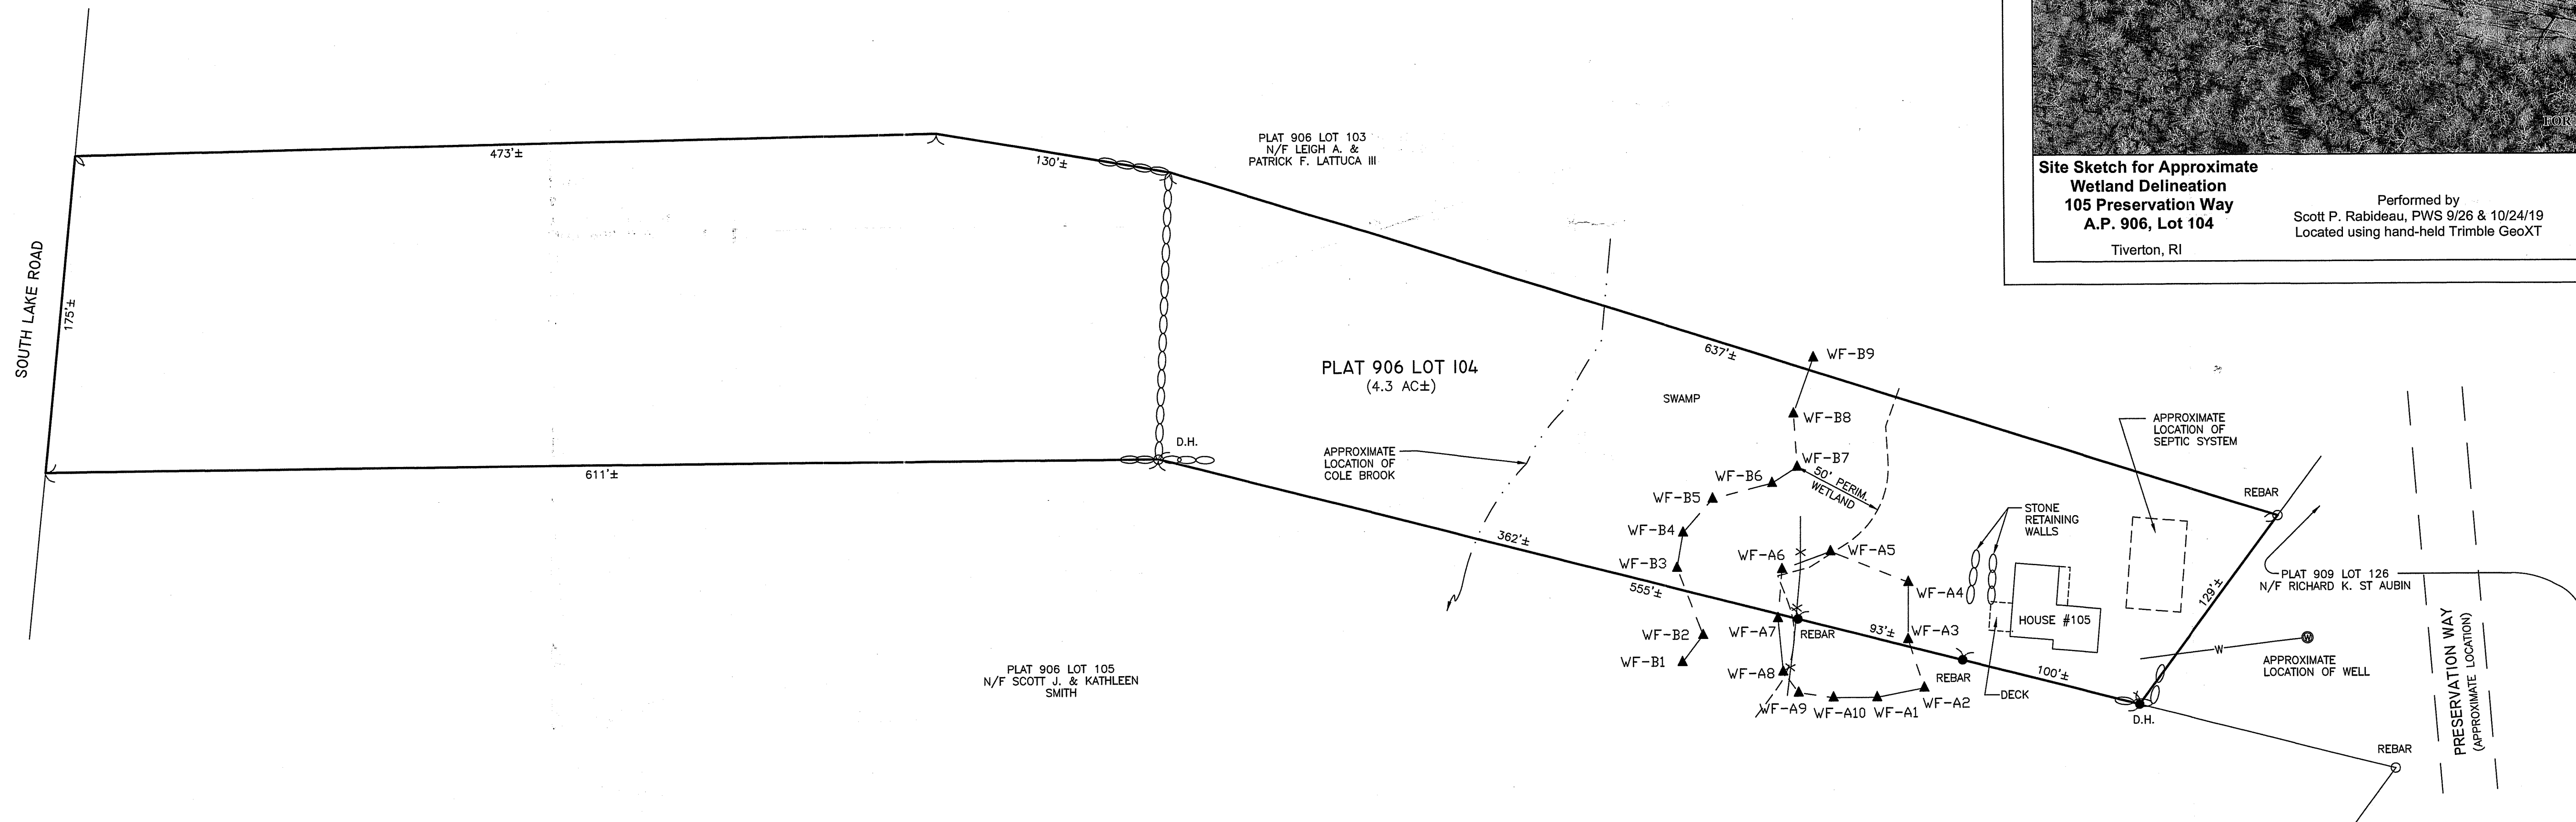 SOUTH LAKE ROAD
175'±
473'±
130'±
PLAT 906 LOT 103
N/F LEIGH A. &
PATRICK F. LATTUCA III
611'±
D.H.
PLAT 906 LOT 104
(4.3 AC±)
APPROXIMATE
LOCATION OF
COLE BROOK
362'±
555'±
637'±
SWAMP
PLAT 906 LOT 105
N/F SCOTT J. & KATHLEEN
SMITH
WF-B9
WF-B8
WF-B7
WF-B6
WF-B5
WF-B4
WF-B3
WF-B2
WF-B1
50' PERIM.
WETLAND
WF-A6
WF-A5
WF-A4
WF-A3
WF-A7
REBAR
93'±
WF-A8
WF-A9
WF-A10
WF-A1
WF-A2
REBAR
100'±
DECK
STONE
RETAINING
WALLS
HOUSE #105
APPROXIMATE
LOCATION OF
SEPTIC SYSTEM
REBAR
129'±
PLAT 909 LOT 126
N/F RICHARD K. ST AUBIN
W
W
APPROXIMATE
LOCATION OF WELL
D.H.
REBAR
PRESERVATION WAY
(APPROXIMATE LOCATION)
FOR
Site Sketch for Approximate
Wetland Delineation
105 Preservation Way
A.P. 906, Lot 104
Tiverton, RI
Performed by
Scott P. Rabideau, PWS 9/26 & 10/24/19
Located using hand-held Trimble GeoXT